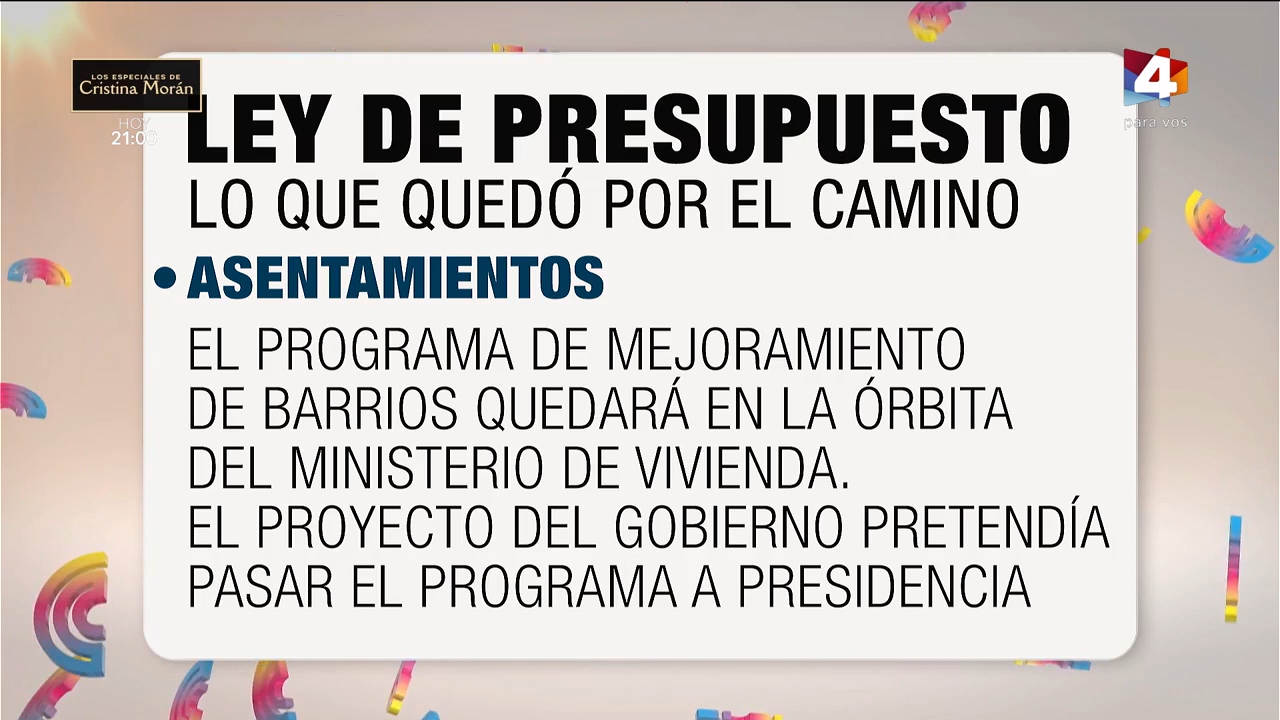 LOS ESPECIALES DE
Cristina Morán
HOY
21:00
4
para vos
LEY DE PRESUPUESTO
LO QUE QUEDÓ POR EL CAMINO
• ASENTAMIENTOS
EL PROGRAMA DE MEJORAMIENTO
DE BARRIOS QUEDARÁ EN LA ÓRBITA
DEL MINISTERIO DE VIVIENDA.
EL PROYECTO DEL GOBIERNO PRETENDÍA
PASAR EL PROGRAMA A PRESIDENCIA